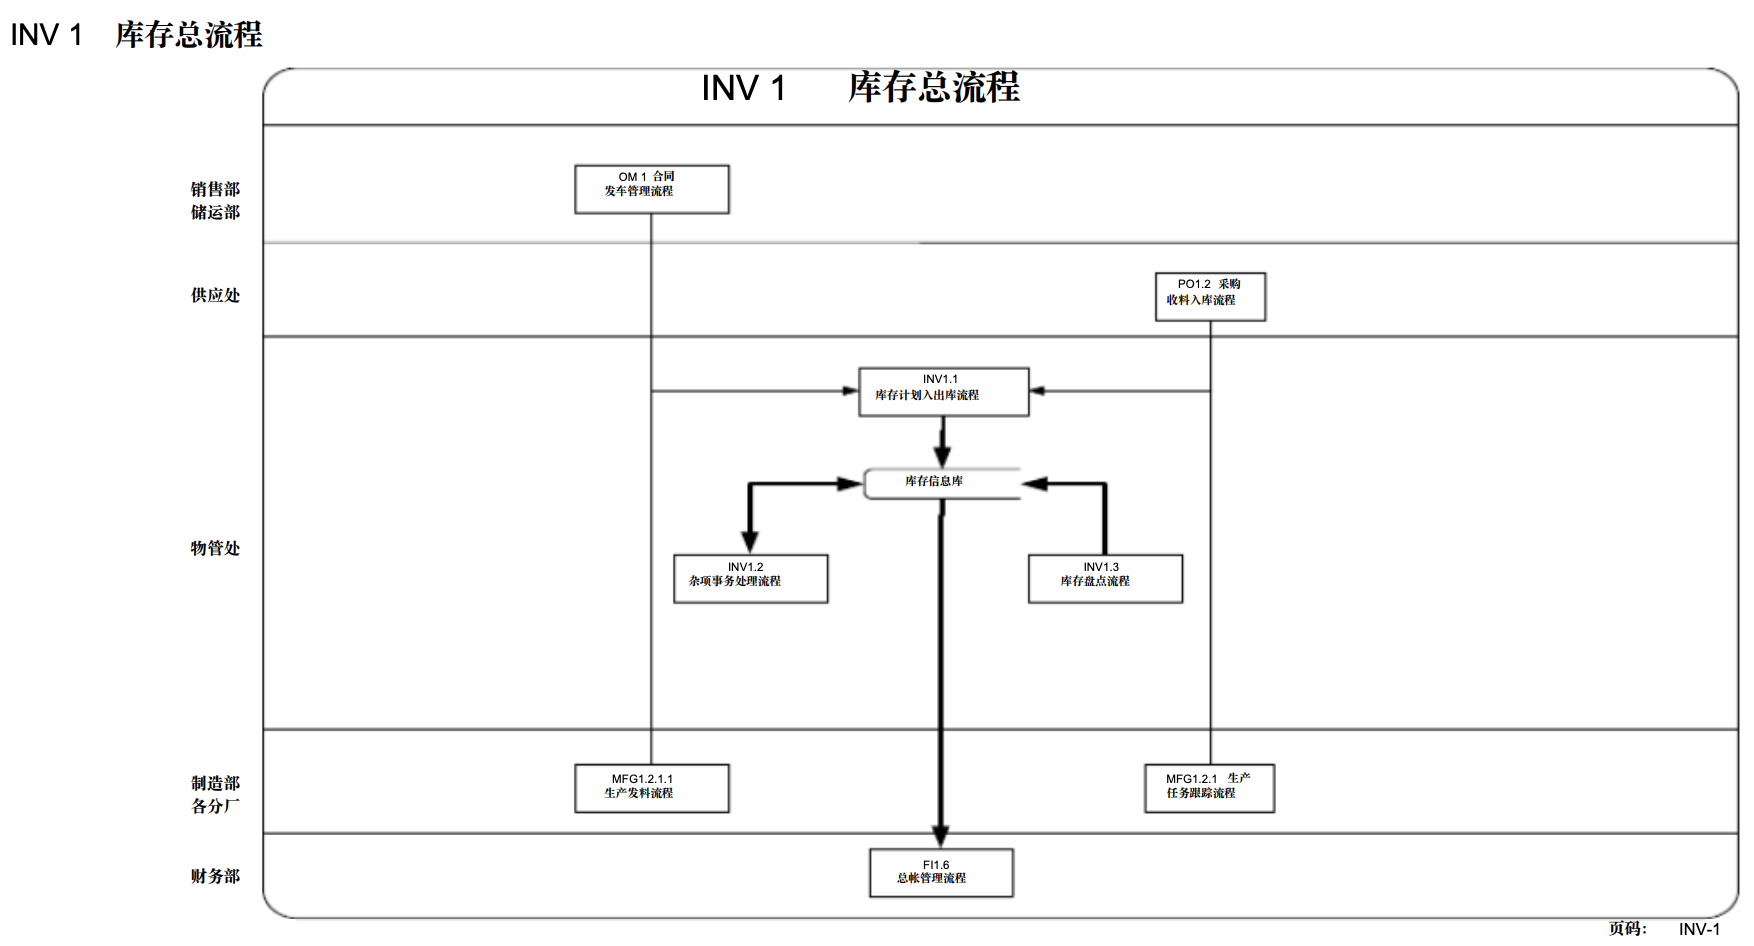 INV 1 库存总流程
INV 1 库存总流程
销售部
储运部
OM 1 合同
发车管理流程
供应处
PO1.2 采购
收料入库流程
INV1.1
库存计划入出库流程
库存信息库
物管处
INV1.2
杂项事务处理流程
INV1.3
库存盘点流程
制造部
各分厂
MFG1.2.1.1
生产发料流程
MFG1.2.1 生产
任务跟踪流程
财务部
FI1.6
总帐管理流程
页码： INV-1